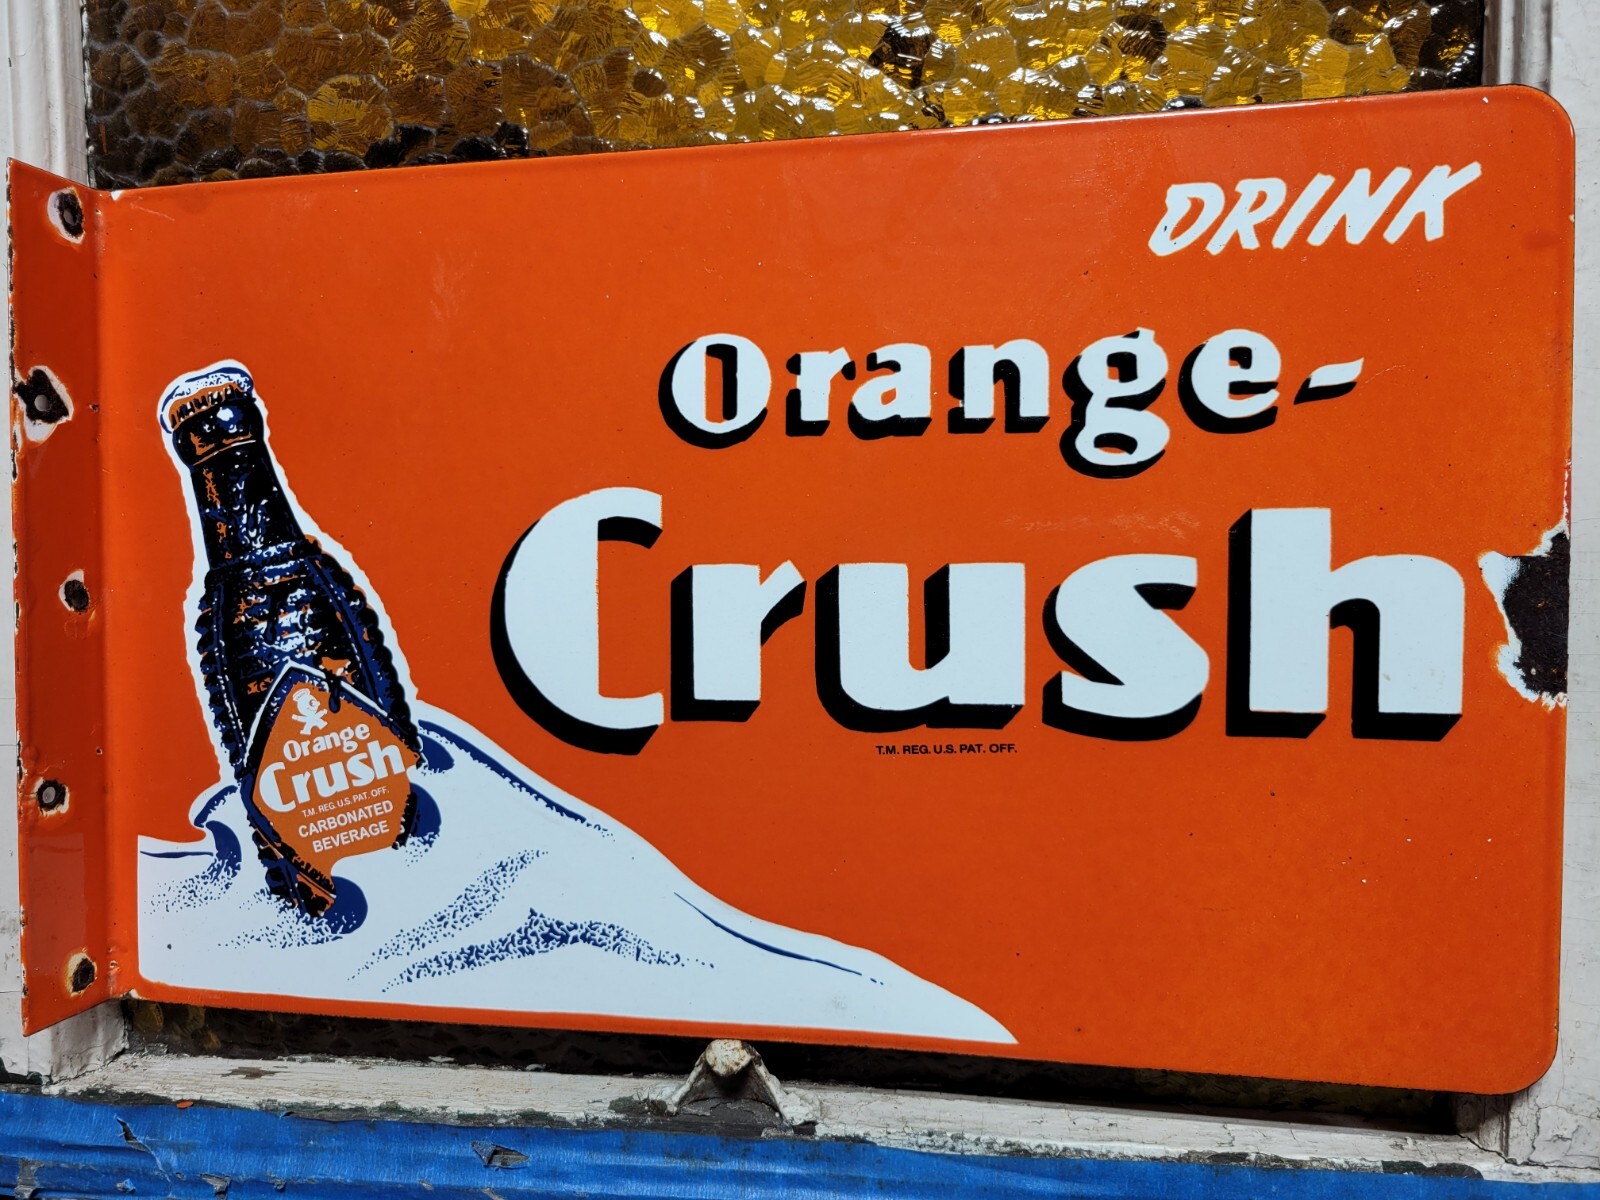 DRINK
Orange-
Crush
T.M. REG. U.S. PAT. OFF.
Orange
Crush
T.M. REG. U.S. PAT. OFF.
CARBONATED
BEVERAGE